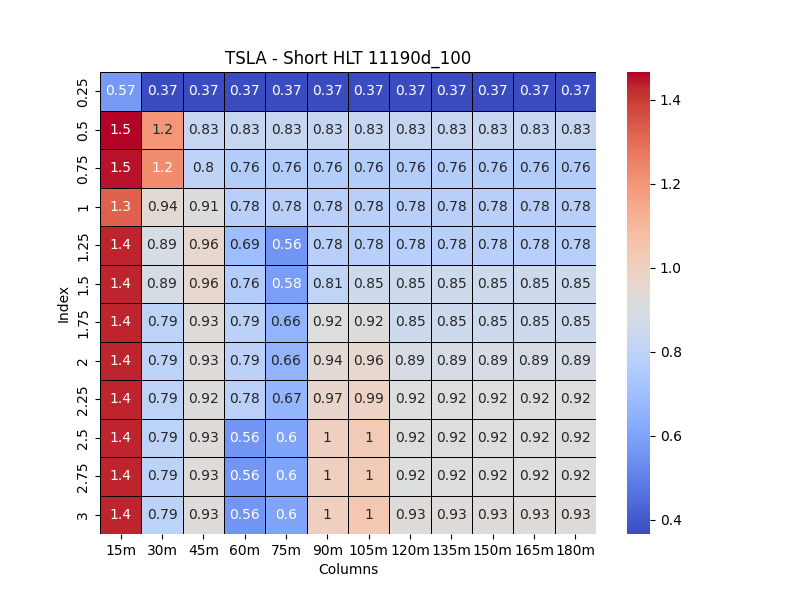 TSLA - Short HLT 11190d_100
0.25 0.57 0.37 0.37 0.37 0.37 0.37 0.37 0.37 0.37 0.37 0.37 0.37
0.5 1.5 1.2 0.83 0.83 0.83 0.83 0.83 0.83 0.83 0.83 0.83 0.83
0.75 1.5 1.2 0.8 0.76 0.76 0.76 0.76 0.76 0.76 0.76 0.76 0.76
1 1.3 0.94 0.91 0.78 0.78 0.78 0.78 0.78 0.78 0.78 0.78 0.78
1.25 1.4 0.89 0.96 0.69 0.56 0.78 0.78 0.78 0.78 0.78 0.78 0.78
1.5 1.4 0.89 0.96 0.76 0.58 0.81 0.85 0.85 0.85 0.85 0.85 0.85
1.75 1.4 0.79 0.93 0.79 0.66 0.92 0.92 0.85 0.85 0.85 0.85 0.85
2 1.4 0.79 0.93 0.79 0.66 0.94 0.96 0.89 0.89 0.89 0.89 0.89
2.25 1.4 0.79 0.92 0.78 0.67 0.97 0.99 0.92 0.92 0.92 0.92 0.92
2.5 1.4 0.79 0.93 0.56 0.6 1 1 0.92 0.92 0.92 0.92 0.92
2.75 1.4 0.79 0.93 0.56 0.6 1 1 0.92 0.92 0.92 0.92 0.92
3 1.4 0.79 0.93 0.56 0.6 1 1 0.93 0.93 0.93 0.93 0.93
15m 30m 45m 60m 75m 90m 105m 120m 135m 150m 165m 180m
Columns
Index
1.4
1.2
1.0
0.8
0.6
0.4